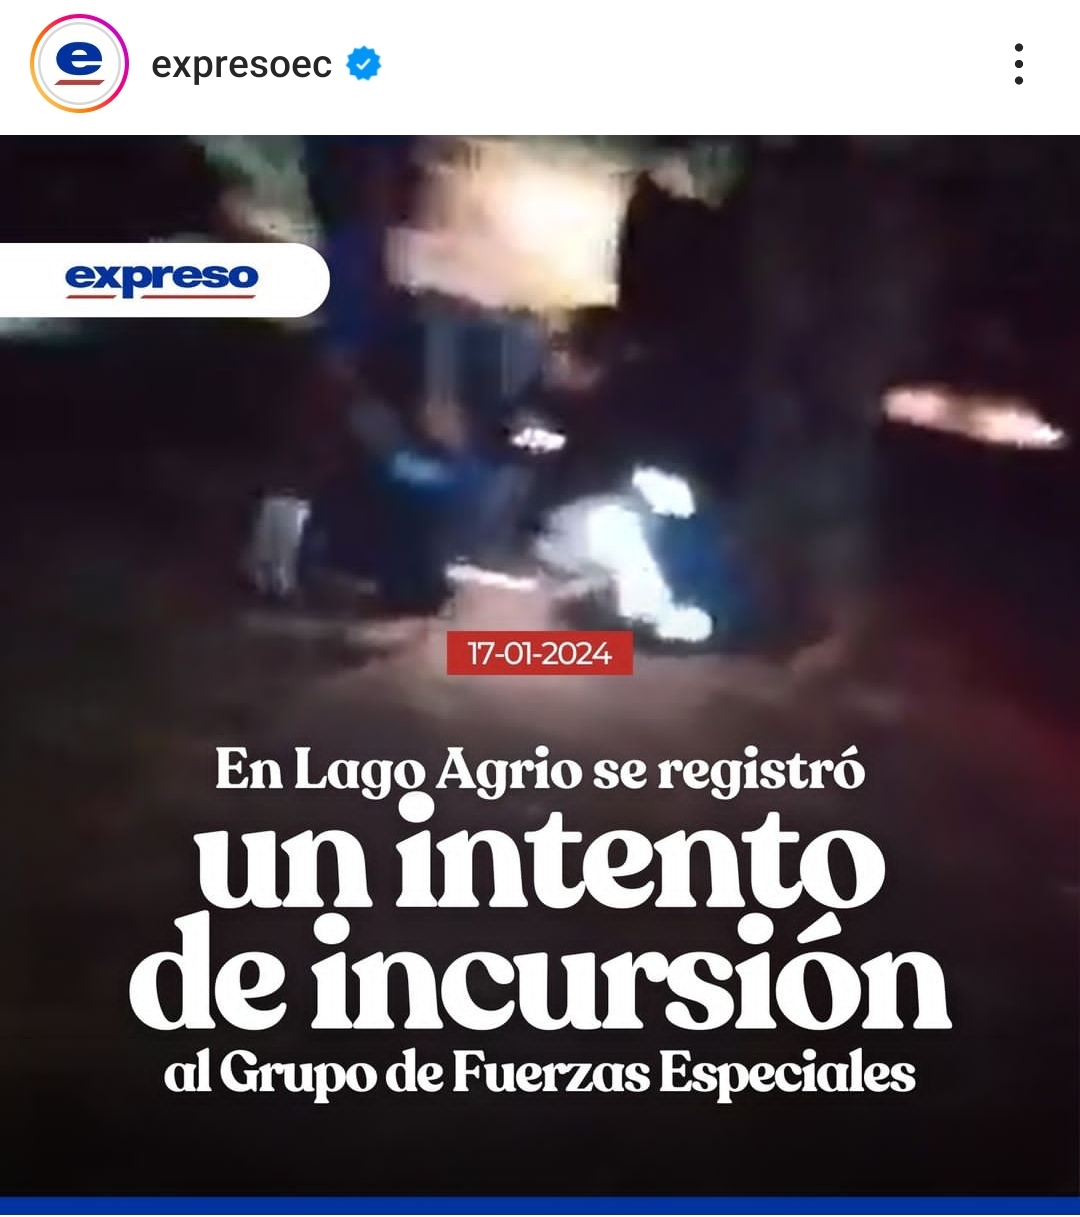 expresoec
expreso
17-01-2024
En Lago Agrio se registró
un intento
de incursión
al Grupo de Fuerzas Especiales